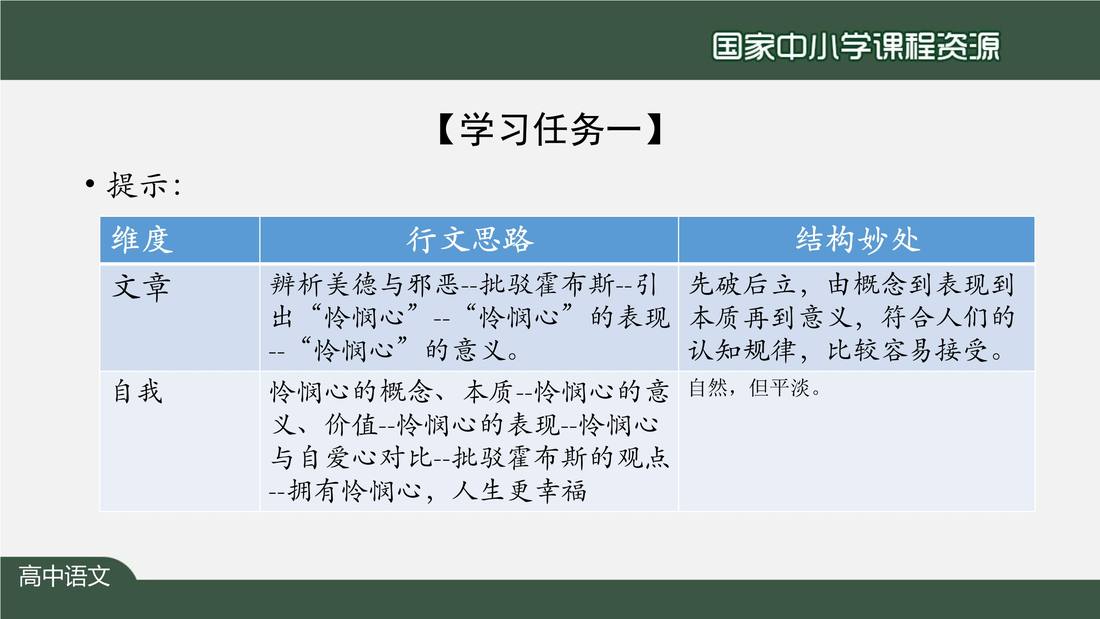 国家中小学课程资源
【学习任务一】
• 提示：
维度 行文思路 结构妙处
文章
辨析美德与邪恶--批驳霍布斯--引
出“怜悯心”--“怜悯心”的表现
--“怜悯心”的意义。
先破后立，由概念到表现到
本质再到意义，符合人们的
认知规律，比较容易接受。
自我
怜悯心的概念、本质--怜悯心的意
义、价值--怜悯心的表现--怜悯心
与自爱心对比--批驳霍布斯的观点
--拥有怜悯心，人生更幸福
自然，但平淡。
高中语文